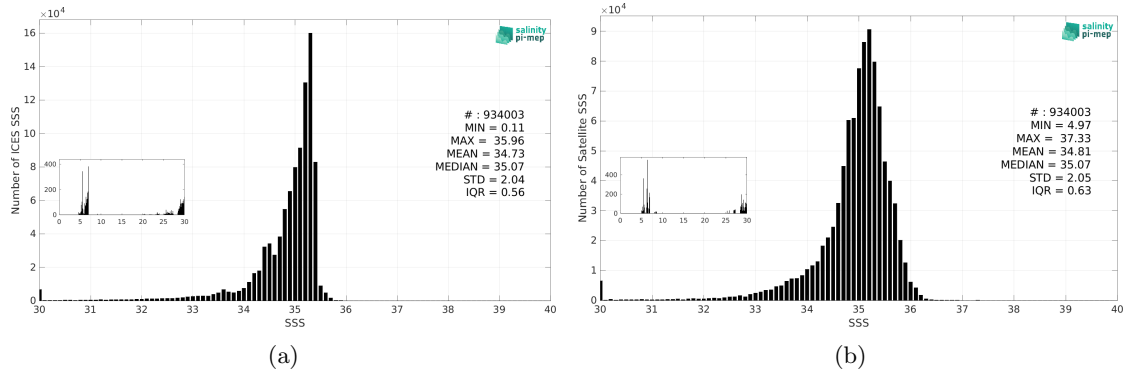 ×10⁴
salinity
pi-mep
16
14
12
10
8
6
4
2
0
Number of ICES SSS
# : 934003
MIN = 0.11
MAX = 35.96
MEAN = 34.73
MEDIAN = 35.07
STD = 2.04
IQR = 0.56
400
200
0
0 5 10 15 20 25 30
30 31 32 33 34 35 36 37 38 39 40
SSS
(a)
×10⁴
salinity
pi-mep
9
8
7
6
5
4
3
2
1
0
Number of Satellite SSS
# : 934003
MIN = 4.97
MAX = 37.33
MEAN = 34.81
MEDIAN = 35.07
STD = 2.05
IQR = 0.63
400
200
0
0 5 10 15 20 25 30
30 31 32 33 34 35 36 37 38 39 40
SSS
(b)